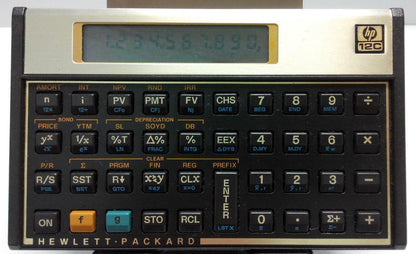 1.234.567.890,
hp
12C
AMORT INT NPV RND IRR
n i PV PMT FV CHS 7 8 9 ÷
12x 12÷ CFo CFj Nj DATE BEG END MEM
BOND DEPRECIATION
PRICE YTM SL SOYD DB
y^x 1/x %T Δ% % EEX 4 5 6 ×
√x e^x LN FRAC INTG ΔDYS D.MY M.DY
CLEAR
P/R Σ PRGM FIN REG PREFIX
R/S SST R↓ x≷y CLX ENTER 1 2 3 −
PSE BST GTO x≤y x=0
ON f g STO RCL 0 . Σ+ +
LST X
HEWLETT·PACKARD